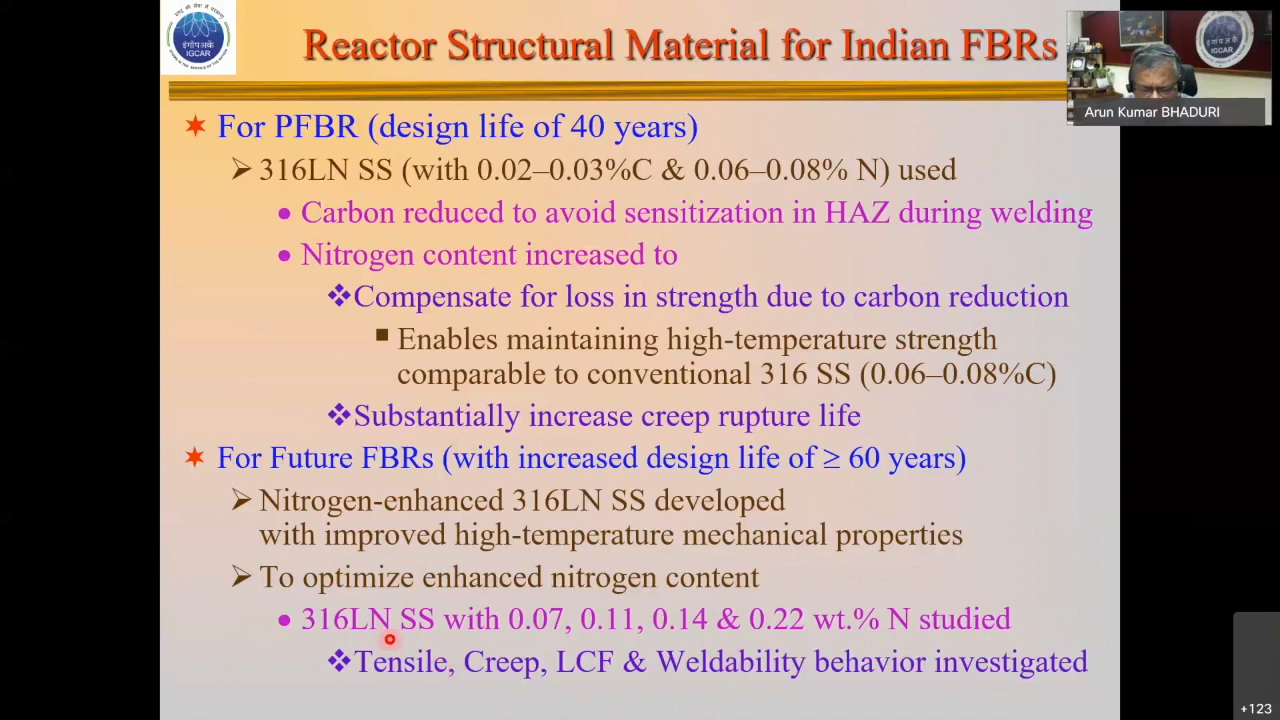 Reactor Structural Material for Indian FBRs
इंगांपअकें
IGCAR
IGCAR
Arun Kumar BHADURI
✶ For PFBR (design life of 40 years)
➢ 316LN SS (with 0.02–0.03%C & 0.06–0.08% N) used
• Carbon reduced to avoid sensitization in HAZ during welding
• Nitrogen content increased to
❖Compensate for loss in strength due to carbon reduction
▪ Enables maintaining high-temperature strength
comparable to conventional 316 SS (0.06–0.08%C)
❖Substantially increase creep rupture life
✶ For Future FBRs (with increased design life of ≥ 60 years)
➢ Nitrogen-enhanced 316LN SS developed
with improved high-temperature mechanical properties
➢ To optimize enhanced nitrogen content
• 316LN SS with 0.07, 0.11, 0.14 & 0.22 wt.% N studied
❖Tensile, Creep, LCF & Weldability behavior investigated
+123